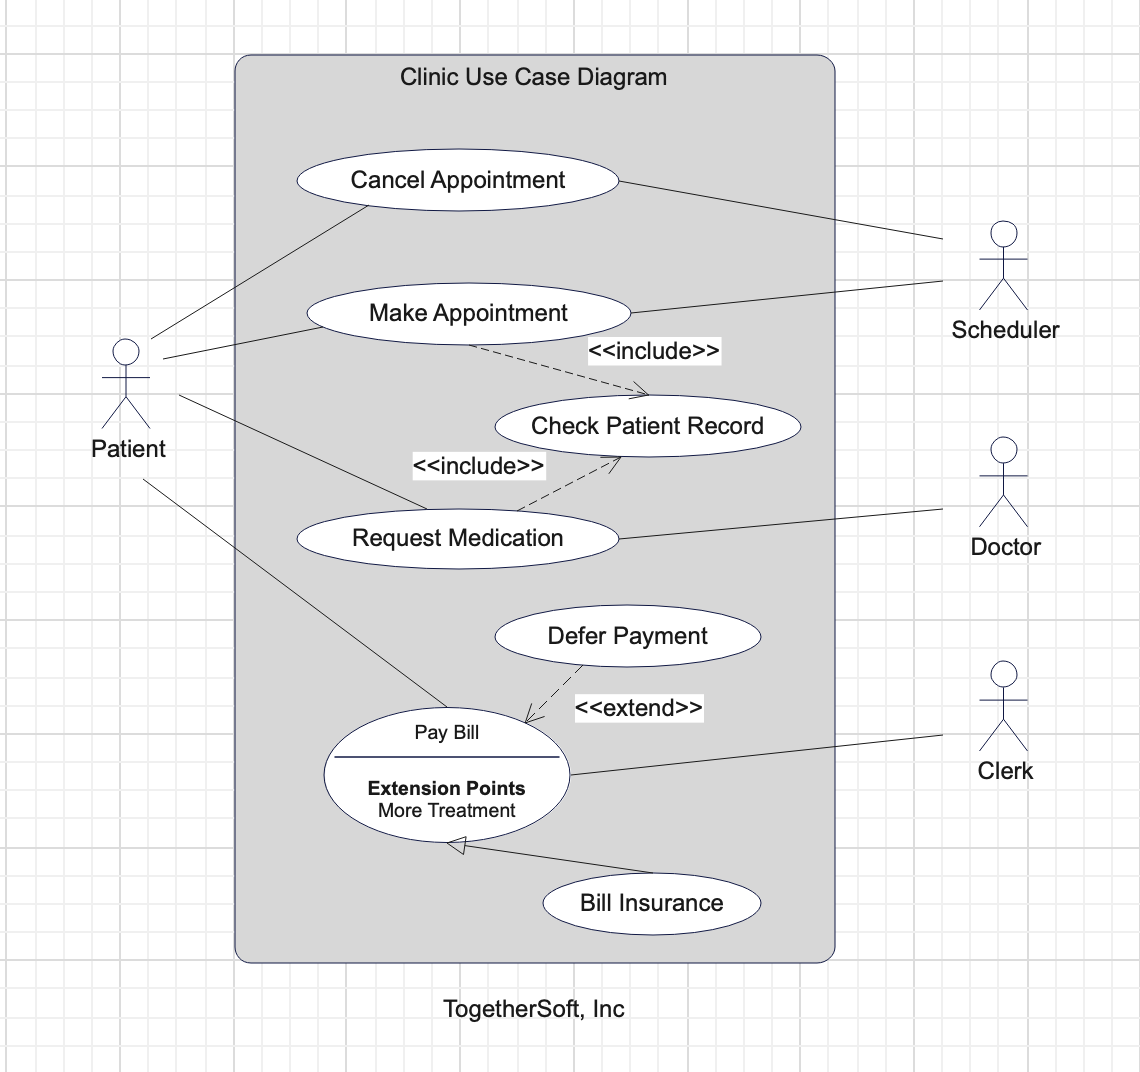 Clinic Use Case Diagram
Cancel Appointment
Scheduler
Make Appointment
<<include>>
Patient
Check Patient Record
<<include>>
Request Medication
Doctor
Defer Payment
<<extend>>
Pay Bill
Extension Points
More Treatment
Clerk
Bill Insurance
TogetherSoft, Inc